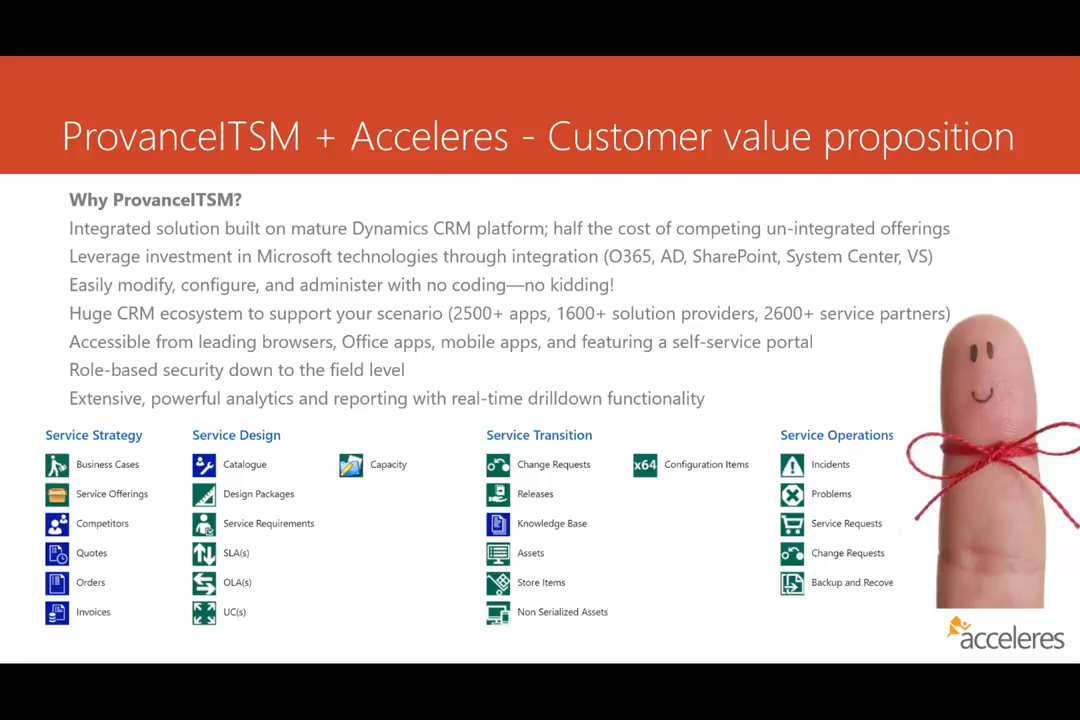 ProvanceITSM + Acceleres - Customer value proposition
Why ProvanceITSM?
Integrated solution built on mature Dynamics CRM platform; half the cost of competing un-integrated offerings
Leverage investment in Microsoft technologies through integration (O365, AD, SharePoint, System Center, VS)
Easily modify, configure, and administer with no coding—no kidding!
Huge CRM ecosystem to support your scenario (2500+ apps, 1600+ solution providers, 2600+ service partners)
Accessible from leading browsers, Office apps, mobile apps, and featuring a self-service portal
Role-based security down to the field level
Extensive, powerful analytics and reporting with real-time drilldown functionality
Service Strategy
Business Cases
Service Offerings
Competitors
Quotes
Orders
Invoices
Service Design
Catalogue
Design Packages
Service Requirements
SLA(s)
OLA(s)
UC(s)
Capacity
Service Transition
Change Requests
Releases
Knowledge Base
Assets
Store Items
Non Serialized Assets
x64
Configuration Items
Service Operations
Incidents
Problems
Service Requests
Change Requests
Backup and Recove
acceleres